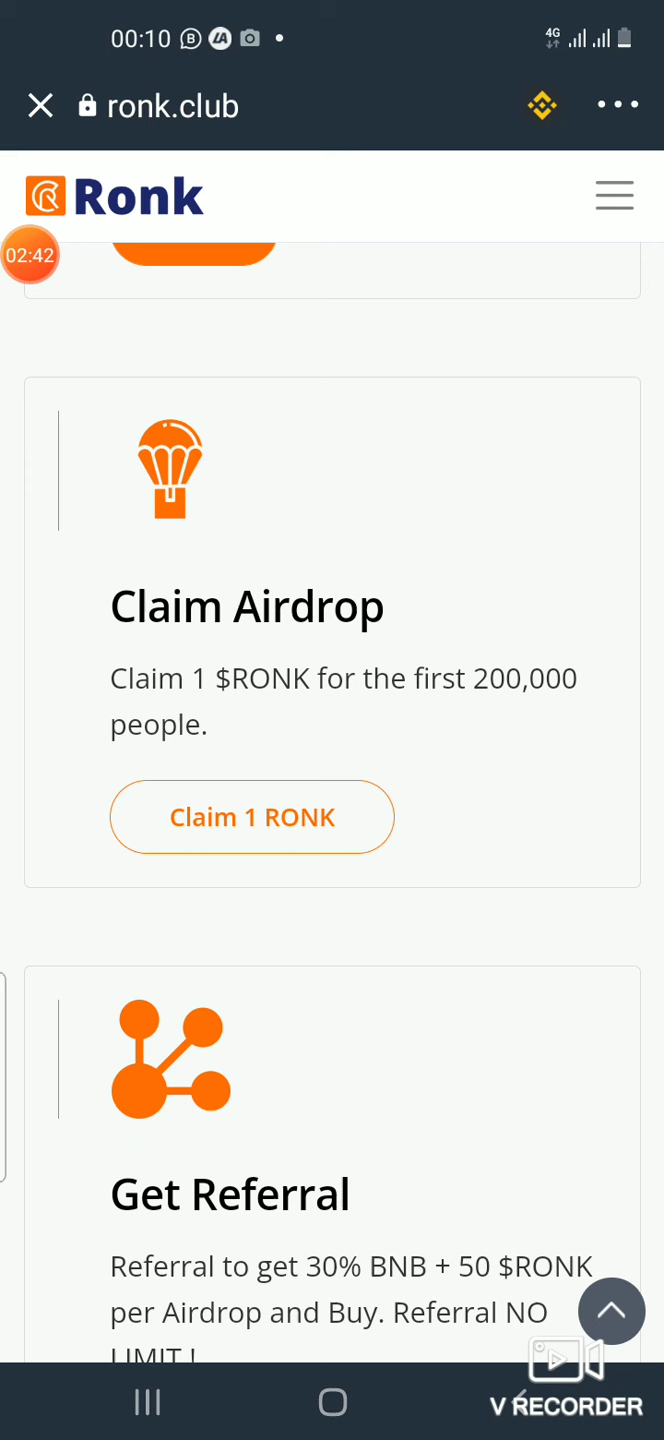 00:10
4G
ronk.club
Ronk
02:42
Claim Airdrop
Claim 1 $RONK for the first 200,000
people.
Claim 1 RONK
Get Referral
Referral to get 30% BNB + 50 $RONK
per Airdrop and Buy. Referral NO
LIMIT !
V RECORDER